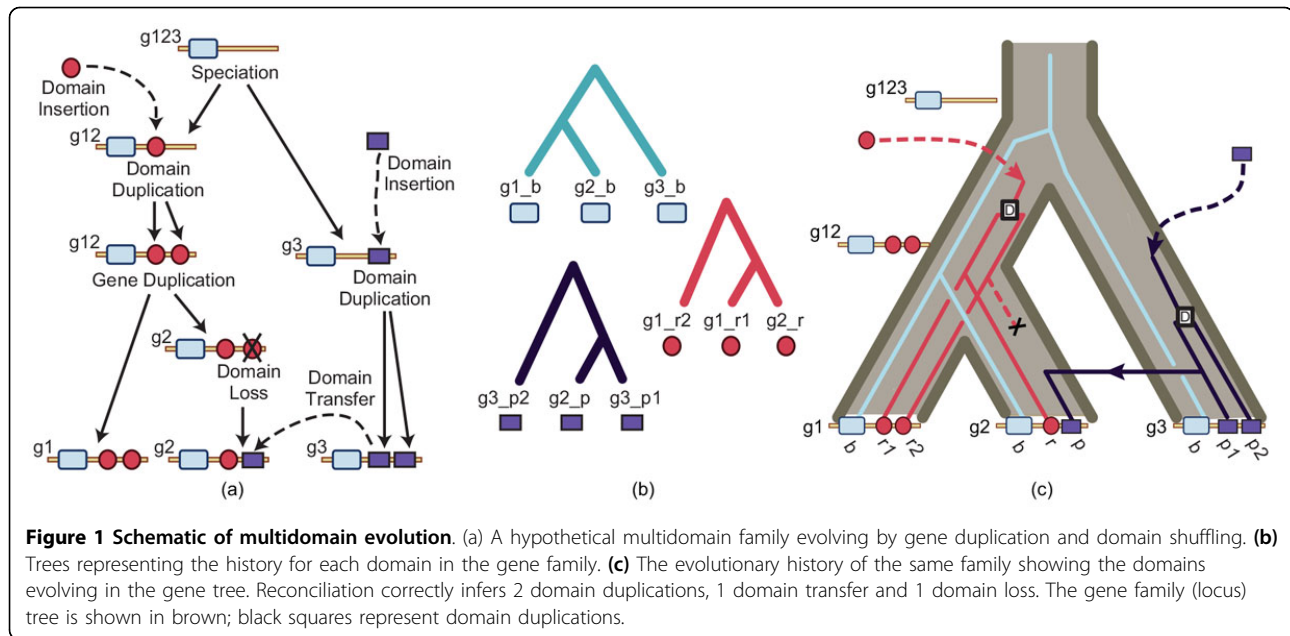 g123
Speciation
Domain
Insertion
g12
Domain
Duplication
Domain
Insertion
g12
g3
Gene Duplication
Domain
Duplication
g2
Domain
Loss
Domain
Transfer
g1
g2
g3
(a)
g1_b g2_b g3_b
g1_r2 g1_r1 g2_r
g3_p2 g2_p g3_p1
(b)
g123
D
g12
D
X
g1
g2
g3
b r1 r2
b r p
b p1 p2
(c)
Figure 1 Schematic of multidomain evolution. (a) A hypothetical multidomain family evolving by gene duplication and domain shuffling. (b)
Trees representing the history for each domain in the gene family. (c) The evolutionary history of the same family showing the domains
evolving in the gene tree. Reconciliation correctly infers 2 domain duplications, 1 domain transfer and 1 domain loss. The gene family (locus)
tree is shown in brown; black squares represent domain duplications.